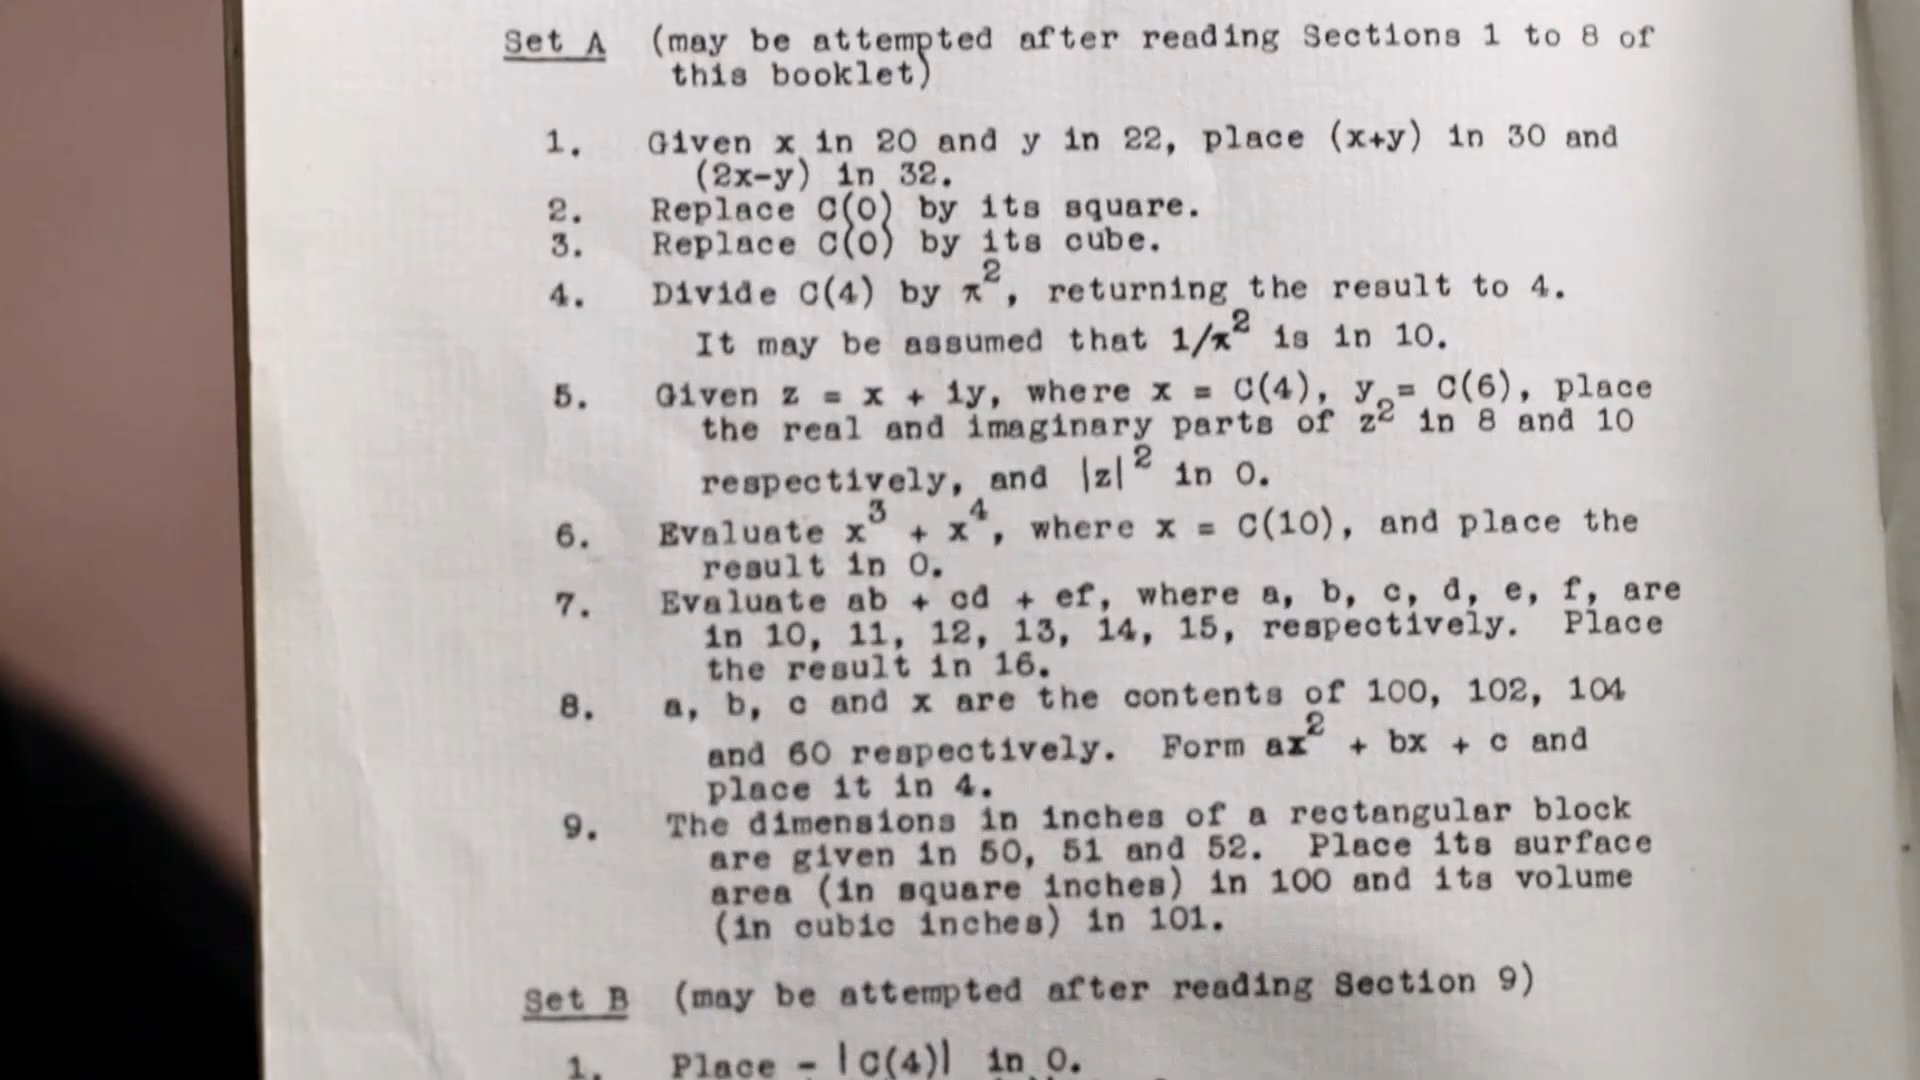 Set A (may be attempted after reading Sections 1 to 8 of
this booklet)
1. Given x in 20 and y in 22, place (x+y) in 30 and
(2x-y) in 32.
2. Replace C(0) by its square.
3. Replace C(0) by its cube.
4. Divide C(4) by π², returning the result to 4.
It may be assumed that 1/π² is in 10.
5. Given z = x + iy, where x = C(4), y = C(6), place
the real and imaginary parts of z² in 8 and 10
respectively, and |z|² in 0.
6. Evaluate x³ + x⁴, where x = C(10), and place the
result in 0.
7. Evaluate ab + cd + ef, where a, b, c, d, e, f, are
in 10, 11, 12, 13, 14, 15, respectively. Place
the result in 16.
8. a, b, c and x are the contents of 100, 102, 104
and 60 respectively. Form ax² + bx + c and
place it in 4.
9. The dimensions in inches of a rectangular block
are given in 50, 51 and 52. Place its surface
area (in square inches) in 100 and its volume
(in cubic inches) in 101.
Set B (may be attempted after reading Section 9)
1. Place - |C(4)| in 0.